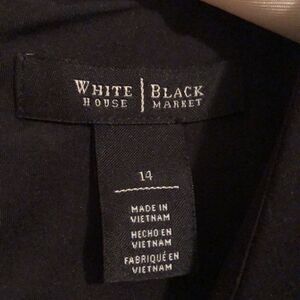 WHITE HOUSE | BLACK MARKET
14
MADE IN
VIETNAM
HECHO EN
VIETNAM
FABRIQUÉ EN
VIETNAM